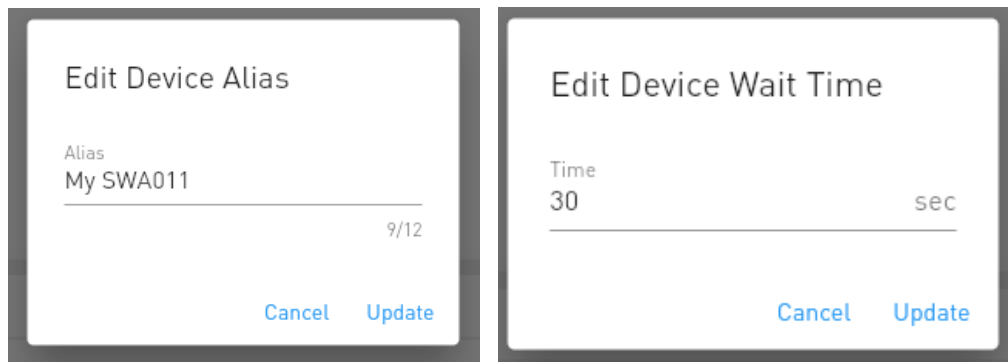 Edit Device Alias
Alias
My SWA011
9/12
Cancel Update
Edit Device Wait Time
Time
30 sec
Cancel Update